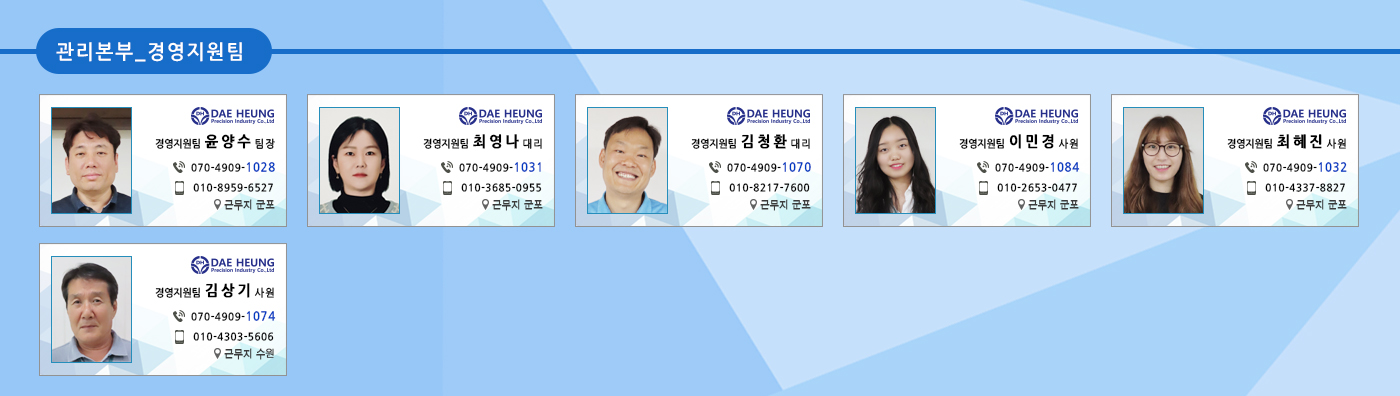 관리본부_경영지원팀
DH DAE HEUNG
Precision Industry Co.,Ltd
경영지원팀 윤양수 팀장
070-4909-1028
010-8959-6527
근무지 군포
DH DAE HEUNG
Precision Industry Co.,Ltd
경영지원팀 최영나 대리
070-4909-1031
010-3685-0955
근무지 군포
DH DAE HEUNG
Precision Industry Co.,Ltd
경영지원팀 김청환 대리
070-4909-1070
010-8217-7600
근무지 군포
DH DAE HEUNG
Precision Industry Co.,Ltd
경영지원팀 이민경 사원
070-4909-1084
010-2653-0477
근무지 군포
DH DAE HEUNG
Precision Industry Co.,Ltd
경영지원팀 최혜진 사원
070-4909-1032
010-4337-8827
근무지 군포
DH DAE HEUNG
Precision Industry Co.,Ltd
경영지원팀 김상기 사원
070-4909-1074
010-4303-5606
근무지 수원